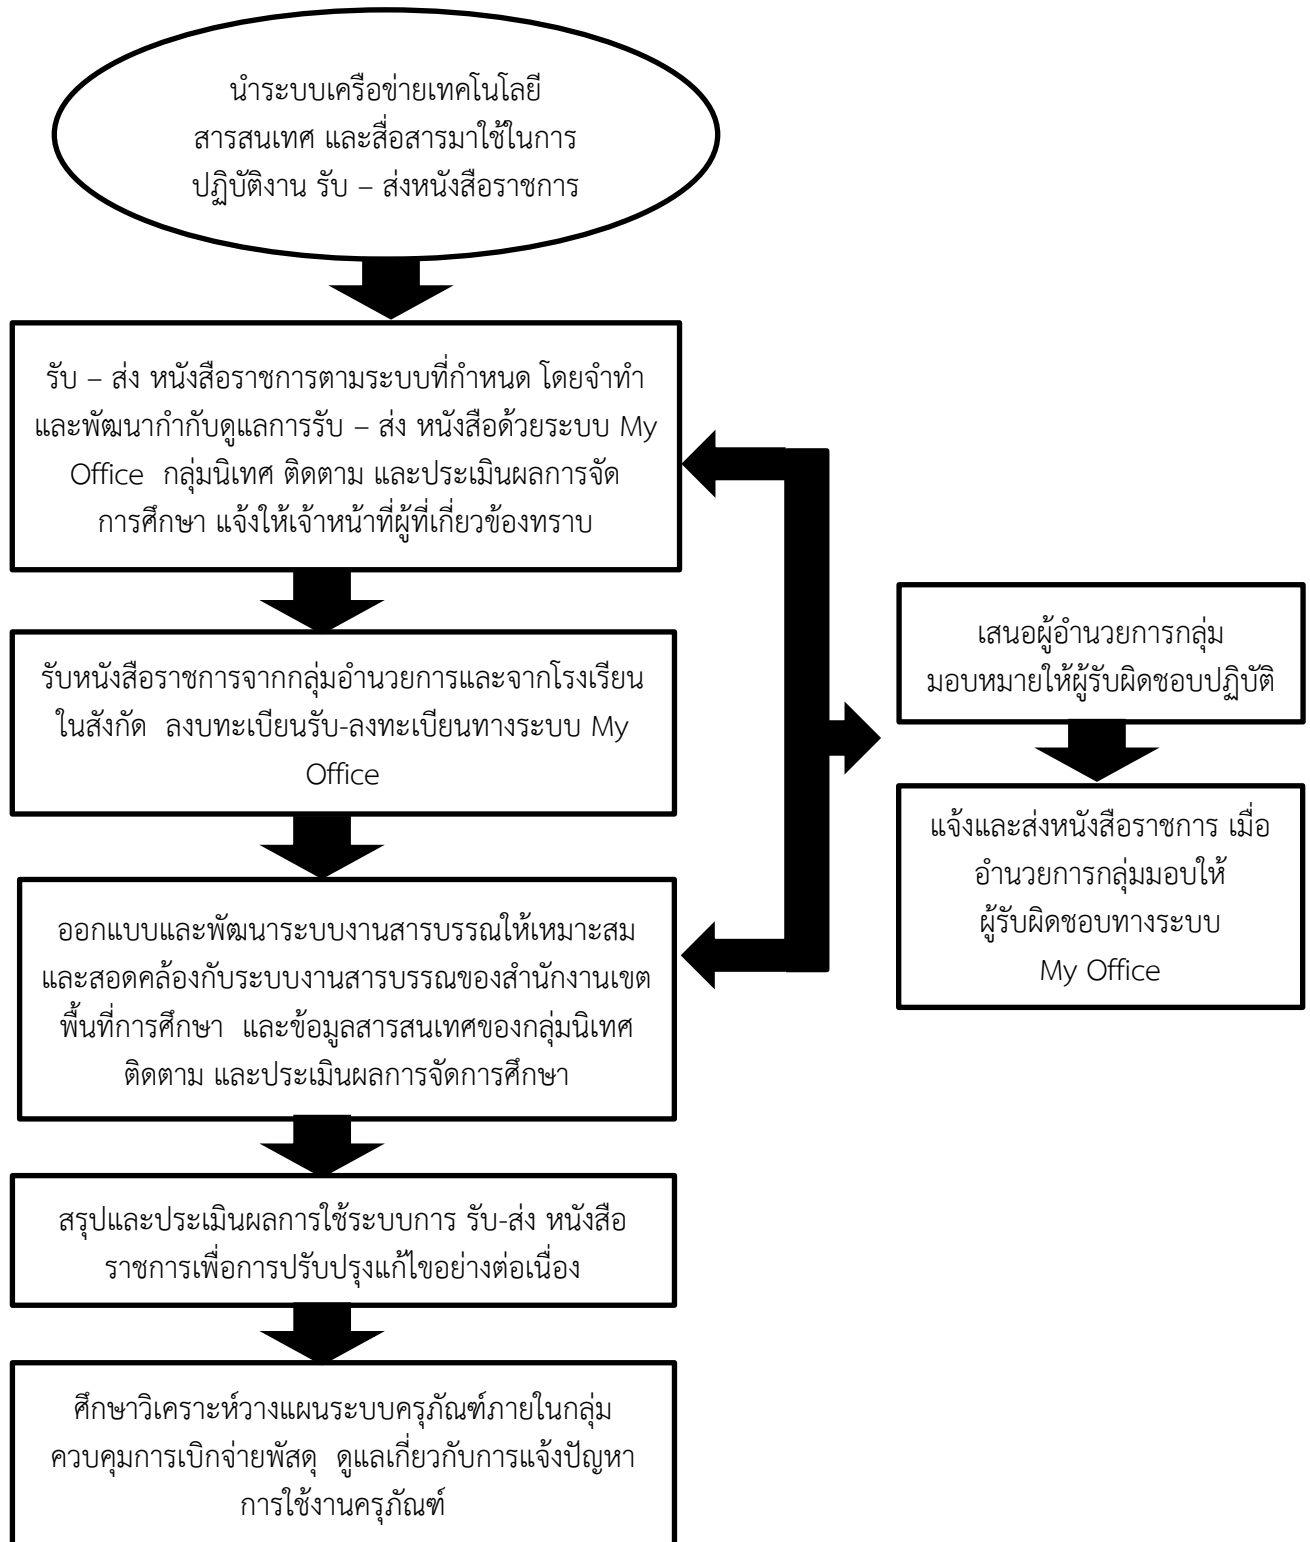 นำระบบเครือข่ายเทคโนโลยี
สารสนเทศ และสื่อสารมาใช้ในการ
ปฏิบัติงาน รับ – ส่งหนังสือราชการ
รับ – ส่ง หนังสือราชการตามระบบที่กำหนด โดยจำทำ
และพัฒนากำกับดูแลการรับ – ส่ง หนังสือด้วยระบบ My
Office กลุ่มนิเทศ ติดตาม และประเมินผลการจัด
การศึกษา แจ้งให้เจ้าหน้าที่ผู้ที่เกี่ยวข้องทราบ
รับหนังสือราชการจากกลุ่มอำนวยการและจากโรงเรียน
ในสังกัด ลงบทะเบียนรับ-ลงทะเบียนทางระบบ My
Office
ออกแบบและพัฒนาระบบงานสารบรรณให้เหมาะสม
และสอดคล้องกับระบบงานสารบรรณของสำนักงานเขต
พื้นที่การศึกษา และข้อมูลสารสนเทศของกลุ่มนิเทศ
ติดตาม และประเมินผลการจัดการศึกษา
สรุปและประเมินผลการใช้ระบบการ รับ-ส่ง หนังสือ
ราชการเพื่อการปรับปรุงแก้ไขอย่างต่อเนื่อง
ศึกษาวิเคราะห์วางแผนระบบครุภัณฑ์ภายในกลุ่ม
ควบคุมการเบิกจ่ายพัสดุ ดูแลเกี่ยวกับการแจ้งปัญหา
การใช้งานครุภัณฑ์
เสนอผู้อำนวยการกลุ่ม
มอบหมายให้ผู้รับผิดชอบปฏิบัติ
แจ้งและส่งหนังสือราชการ เมื่อ
อำนวยการกลุ่มมอบให้
ผู้รับผิดชอบทางระบบ
My Office